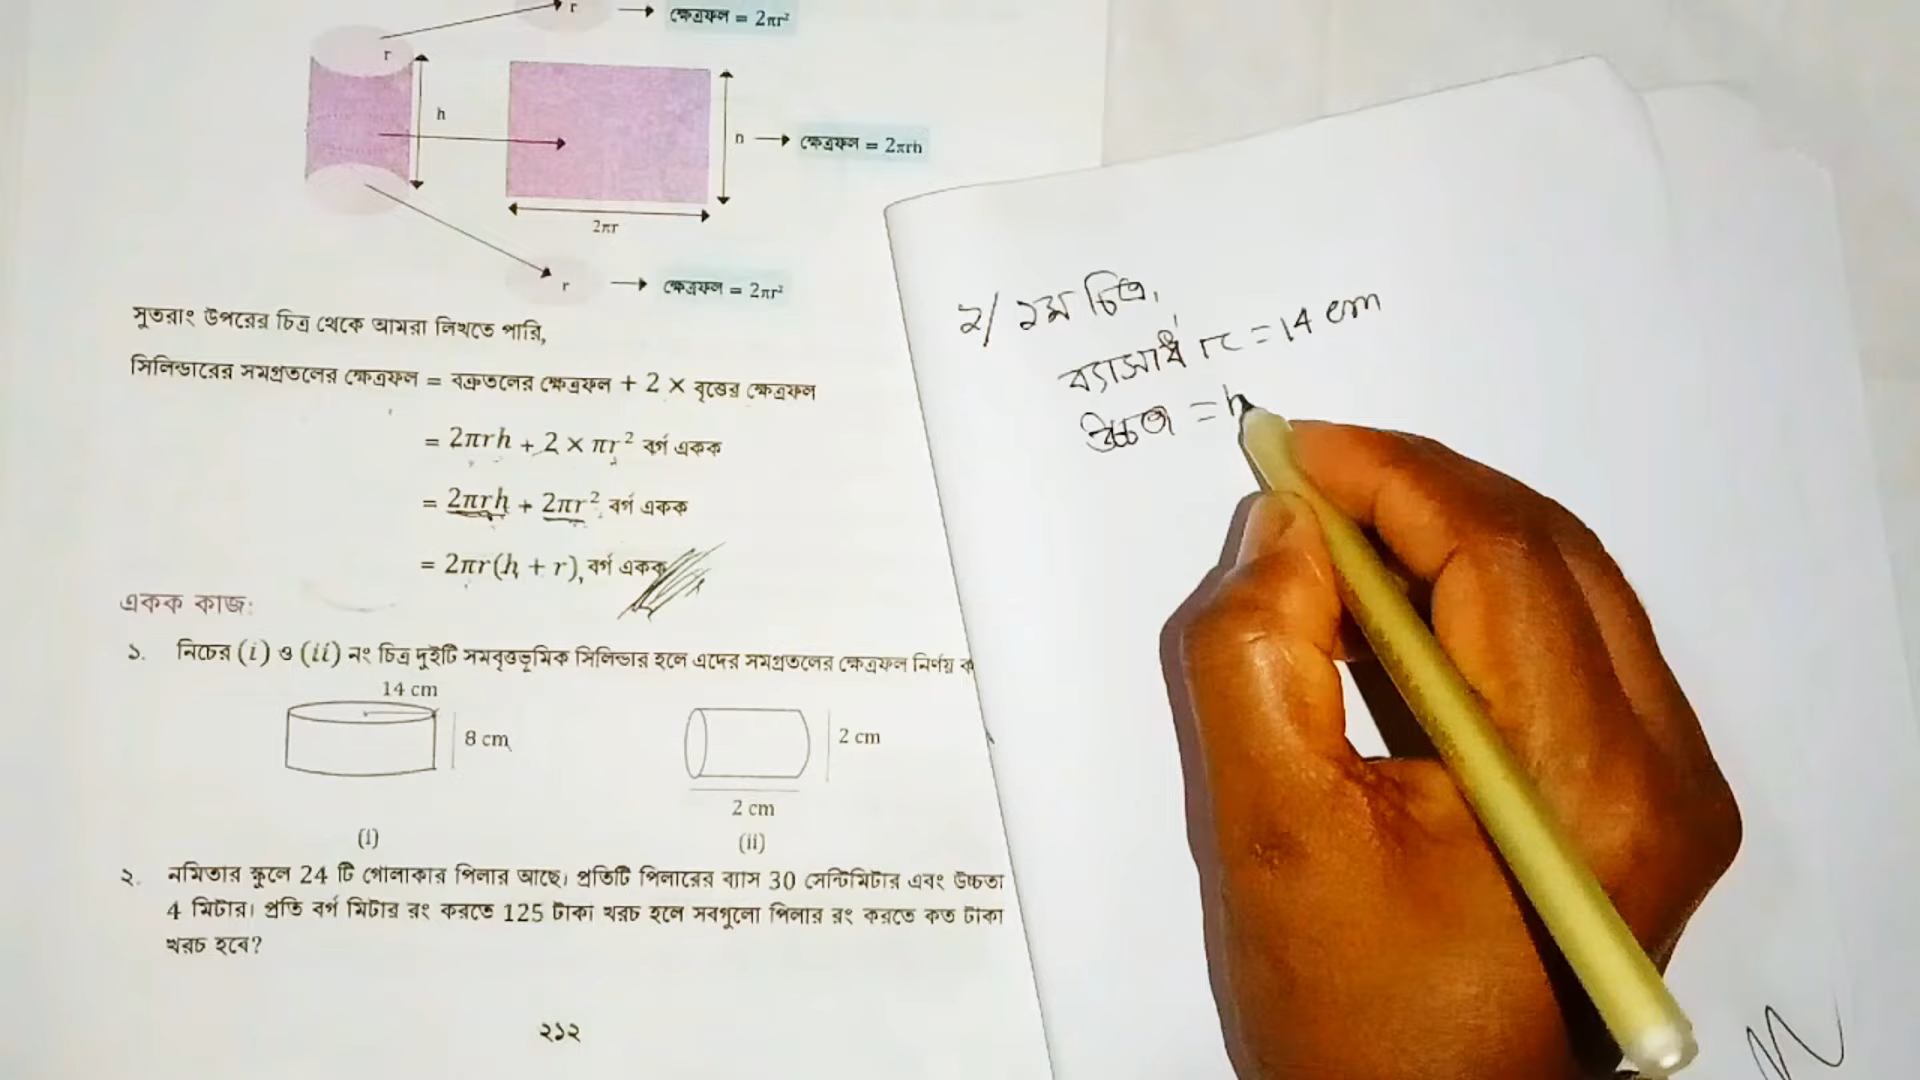 r → ক্ষেত্রফল = 2πr²
r
h
h → ক্ষেত্রফল = 2πrh
2πr
r → ক্ষেত্রফল = 2πr²
সুতরাং উপরের চিত্র থেকে আমরা লিখতে পারি,
সিলিন্ডারের সমগ্রতলের ক্ষেত্রফল = বক্রতলের ক্ষেত্রফল + 2 × বৃত্তের ক্ষেত্রফল
= 2πrh + 2 × πr² বর্গ একক
= 2πrh + 2πr² বর্গ একক
= 2πr(h + r), বর্গ একক
একক কাজ:
১. নিচের (i) ও (ii) নং চিত্র দুইটি সমবৃত্তভূমিক সিলিন্ডার হলে এদের সমগ্রতলের ক্ষেত্রফল নির্ণয় ক
14 cm
8 cm
2 cm
2 cm
(i)
(ii)
২. নমিতার স্কুলে 24 টি গোলাকার পিলার আছে। প্রতিটি পিলারের ব্যাস 30 সেন্টিমিটার এবং উচ্চতা
4 মিটার। প্রতি বর্গ মিটার রং করতে 125 টাকা খরচ হলে সবগুলো পিলার রং করতে কত টাকা
খরচ হবে?
২১২
১/ ১ম চিত্র,
ব্যাসার্ধ r = 14 cm
উচ্চতা = h